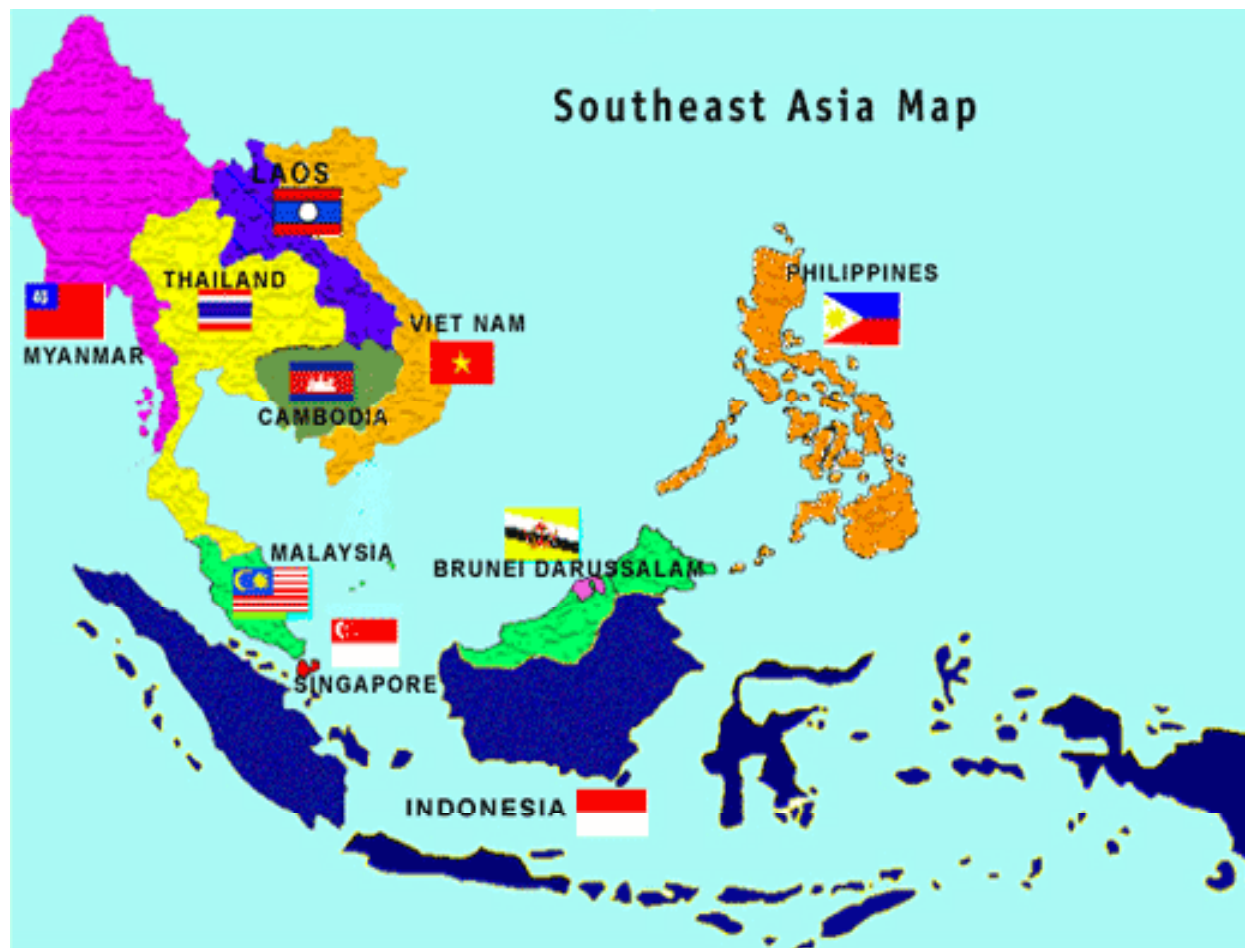 Southeast Asia Map
LAOS
THAILAND
PHILIPPINES
MYANMAR
VIET NAM
CAMBODIA
MALAYSIA
BRUNEI DARUSSALAM
SINGAPORE
INDONESIA